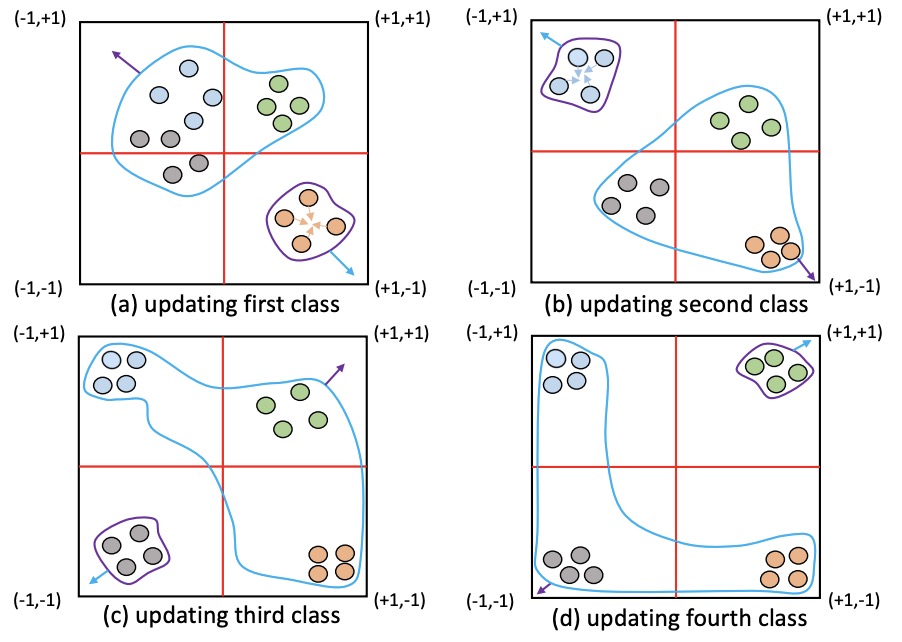 (-1,+1) (+1,+1)
(-1,-1) (+1,-1)
(a) updating first class
(-1,+1) (+1,+1)
(-1,-1) (+1,-1)
(b) updating second class
(-1,+1) (+1,+1)
(-1,-1) (+1,-1)
(c) updating third class
(-1,+1) (+1,+1)
(-1,-1) (+1,-1)
(d) updating fourth class